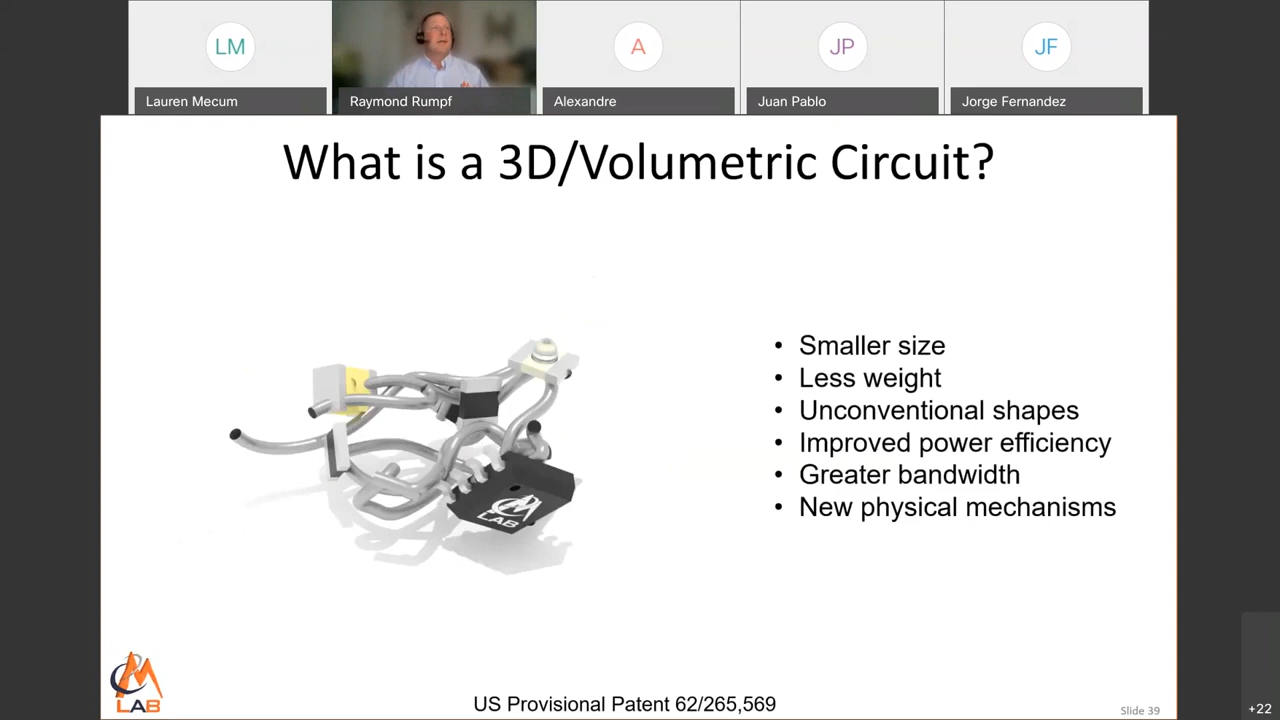 LM
A
JP
JF
Lauren Mecum
Raymond Rumpf
Alexandre
Juan Pablo
Jorge Fernandez
What is a 3D/Volumetric Circuit?
• Smaller size
• Less weight
• Unconventional shapes
• Improved power efficiency
• Greater bandwidth
• New physical mechanisms
LAB
LAB
US Provisional Patent 62/265,569
Slide 39
+22